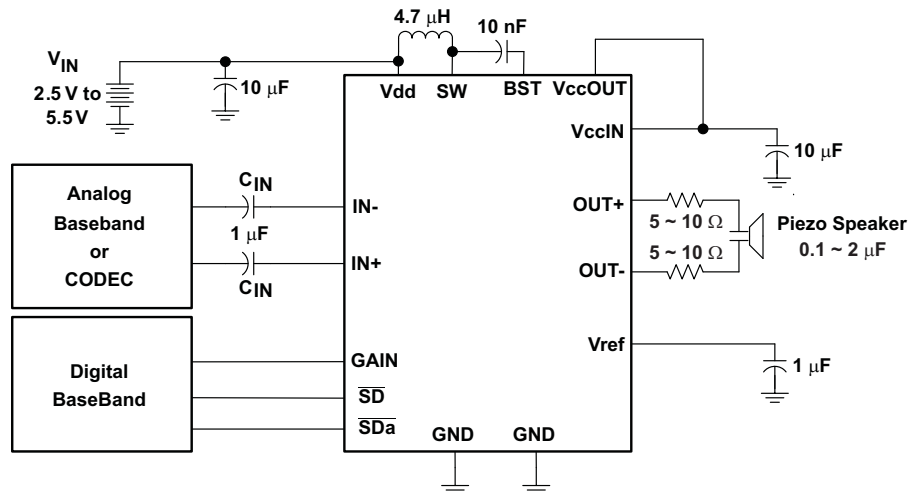 4.7 μH
10 nF
VIN
2.5 V to
5.5 V
10 μF
Vdd
SW
BST
VccOUT
VccIN
10 μF
Analog
Baseband
or
CODEC
CIN
1 μF
CIN
IN-
IN+
OUT+
5 ~ 10 Ω
5 ~ 10 Ω
OUT-
Piezo Speaker
0.1 ~ 2 μF
Digital
BaseBand
GAIN
SD
SDa
Vref
1 μF
GND
GND